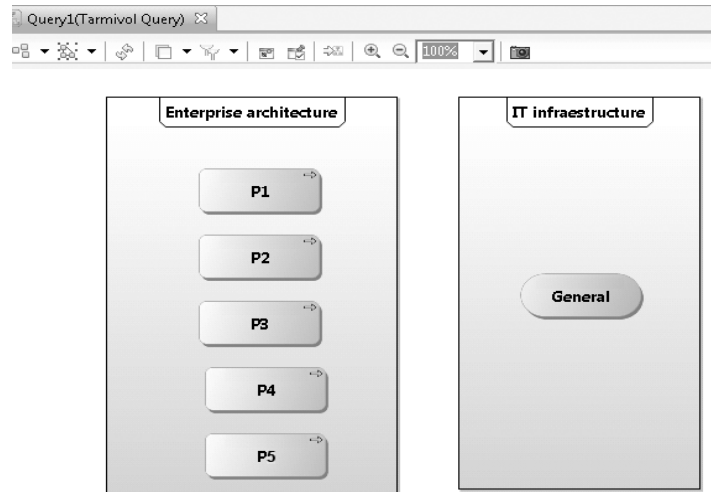 Query1(Tarmivol Query)
100%
Enterprise architecture
P1
P2
P3
P4
P5
IT infraestructure
General